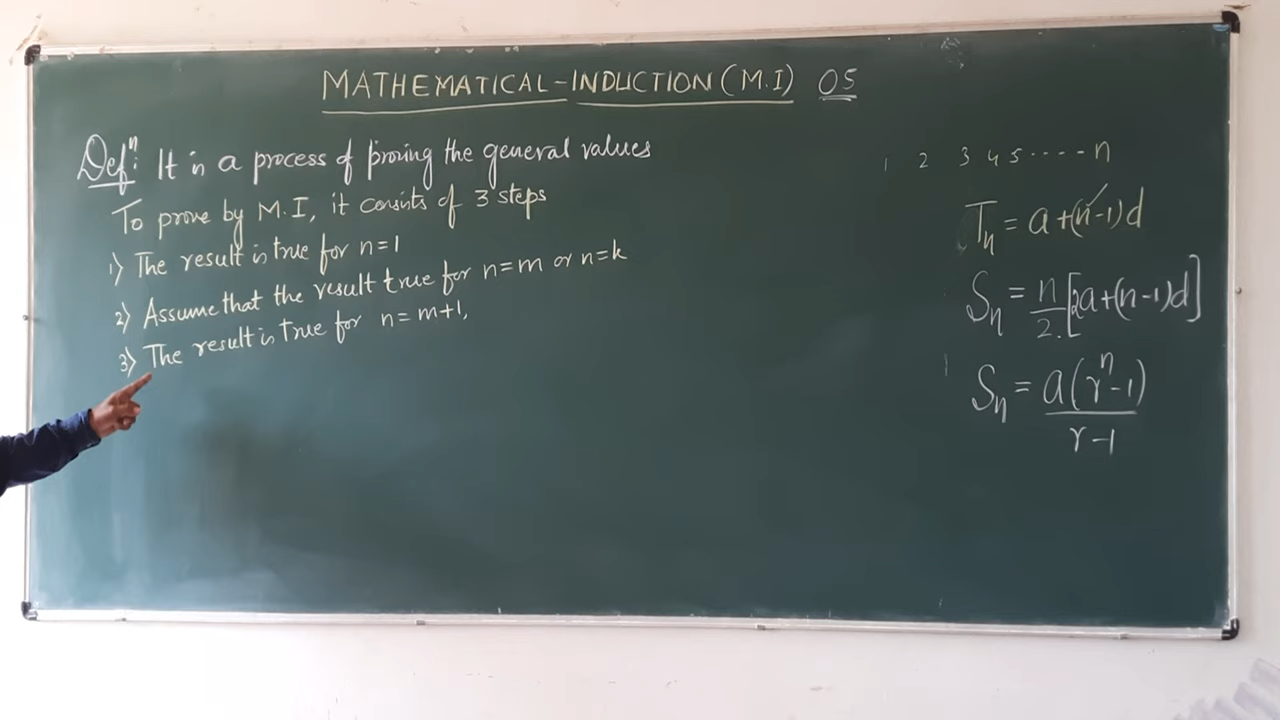 MATHEMATICAL-INDUCTION (M.I) 05
Defⁿ: It is a process of proving the general values
To prove by M.I, it consists of 3 steps
1) The result is true for n=1
2) Assume that the result true for n=m or n=k
3) The result is true for n=m+1,
1 2 3 4 5 ----- n
Tₙ = a+(n-1)d
Sₙ = n/2. [2a+(n-1)d]
Sₙ = a(rⁿ-1)/r-1